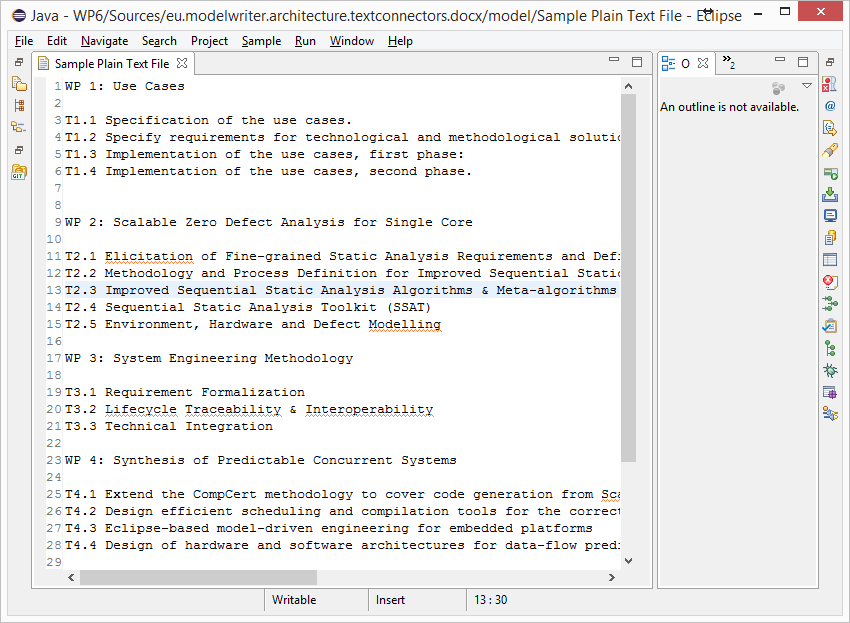 Java - WP6/Sources/eu.modelwriter.architecture.textconnectors.docx/model/Sample Plain Text File - Eclipse
File Edit Navigate Search Project Sample Run Window Help
Sample Plain Text File
1 WP 1: Use Cases
2
3 T1.1 Specification of the use cases.
4 T1.2 Specify requirements for technological and methodological solutio
5 T1.3 Implementation of the use cases, first phase:
6 T1.4 Implementation of the use cases, second phase.
7
8
9 WP 2: Scalable Zero Defect Analysis for Single Core
10
11 T2.1 Elicitation of Fine-grained Static Analysis Requirements and Defi
12 T2.2 Methodology and Process Definition for Improved Sequential Static
13 T2.3 Improved Sequential Static Analysis Algorithms & Meta-algorithms
14 T2.4 Sequential Static Analysis Toolkit (SSAT)
15 T2.5 Environment, Hardware and Defect Modelling
16
17 WP 3: System Engineering Methodology
18
19 T3.1 Requirement Formalization
20 T3.2 Lifecycle Traceability & Interoperability
21 T3.3 Technical Integration
22
23 WP 4: Synthesis of Predictable Concurrent Systems
24
25 T4.1 Extend the CompCert methodology to cover code generation from Sca
26 T4.2 Design efficient scheduling and compilation tools for the correct
27 T4.3 Eclipse-based model-driven engineering for embedded platforms
28 T4.4 Design of hardware and software architectures for data-flow predi
29
O
»2
An outline is not available.
GIT
Writable Insert 13 : 30